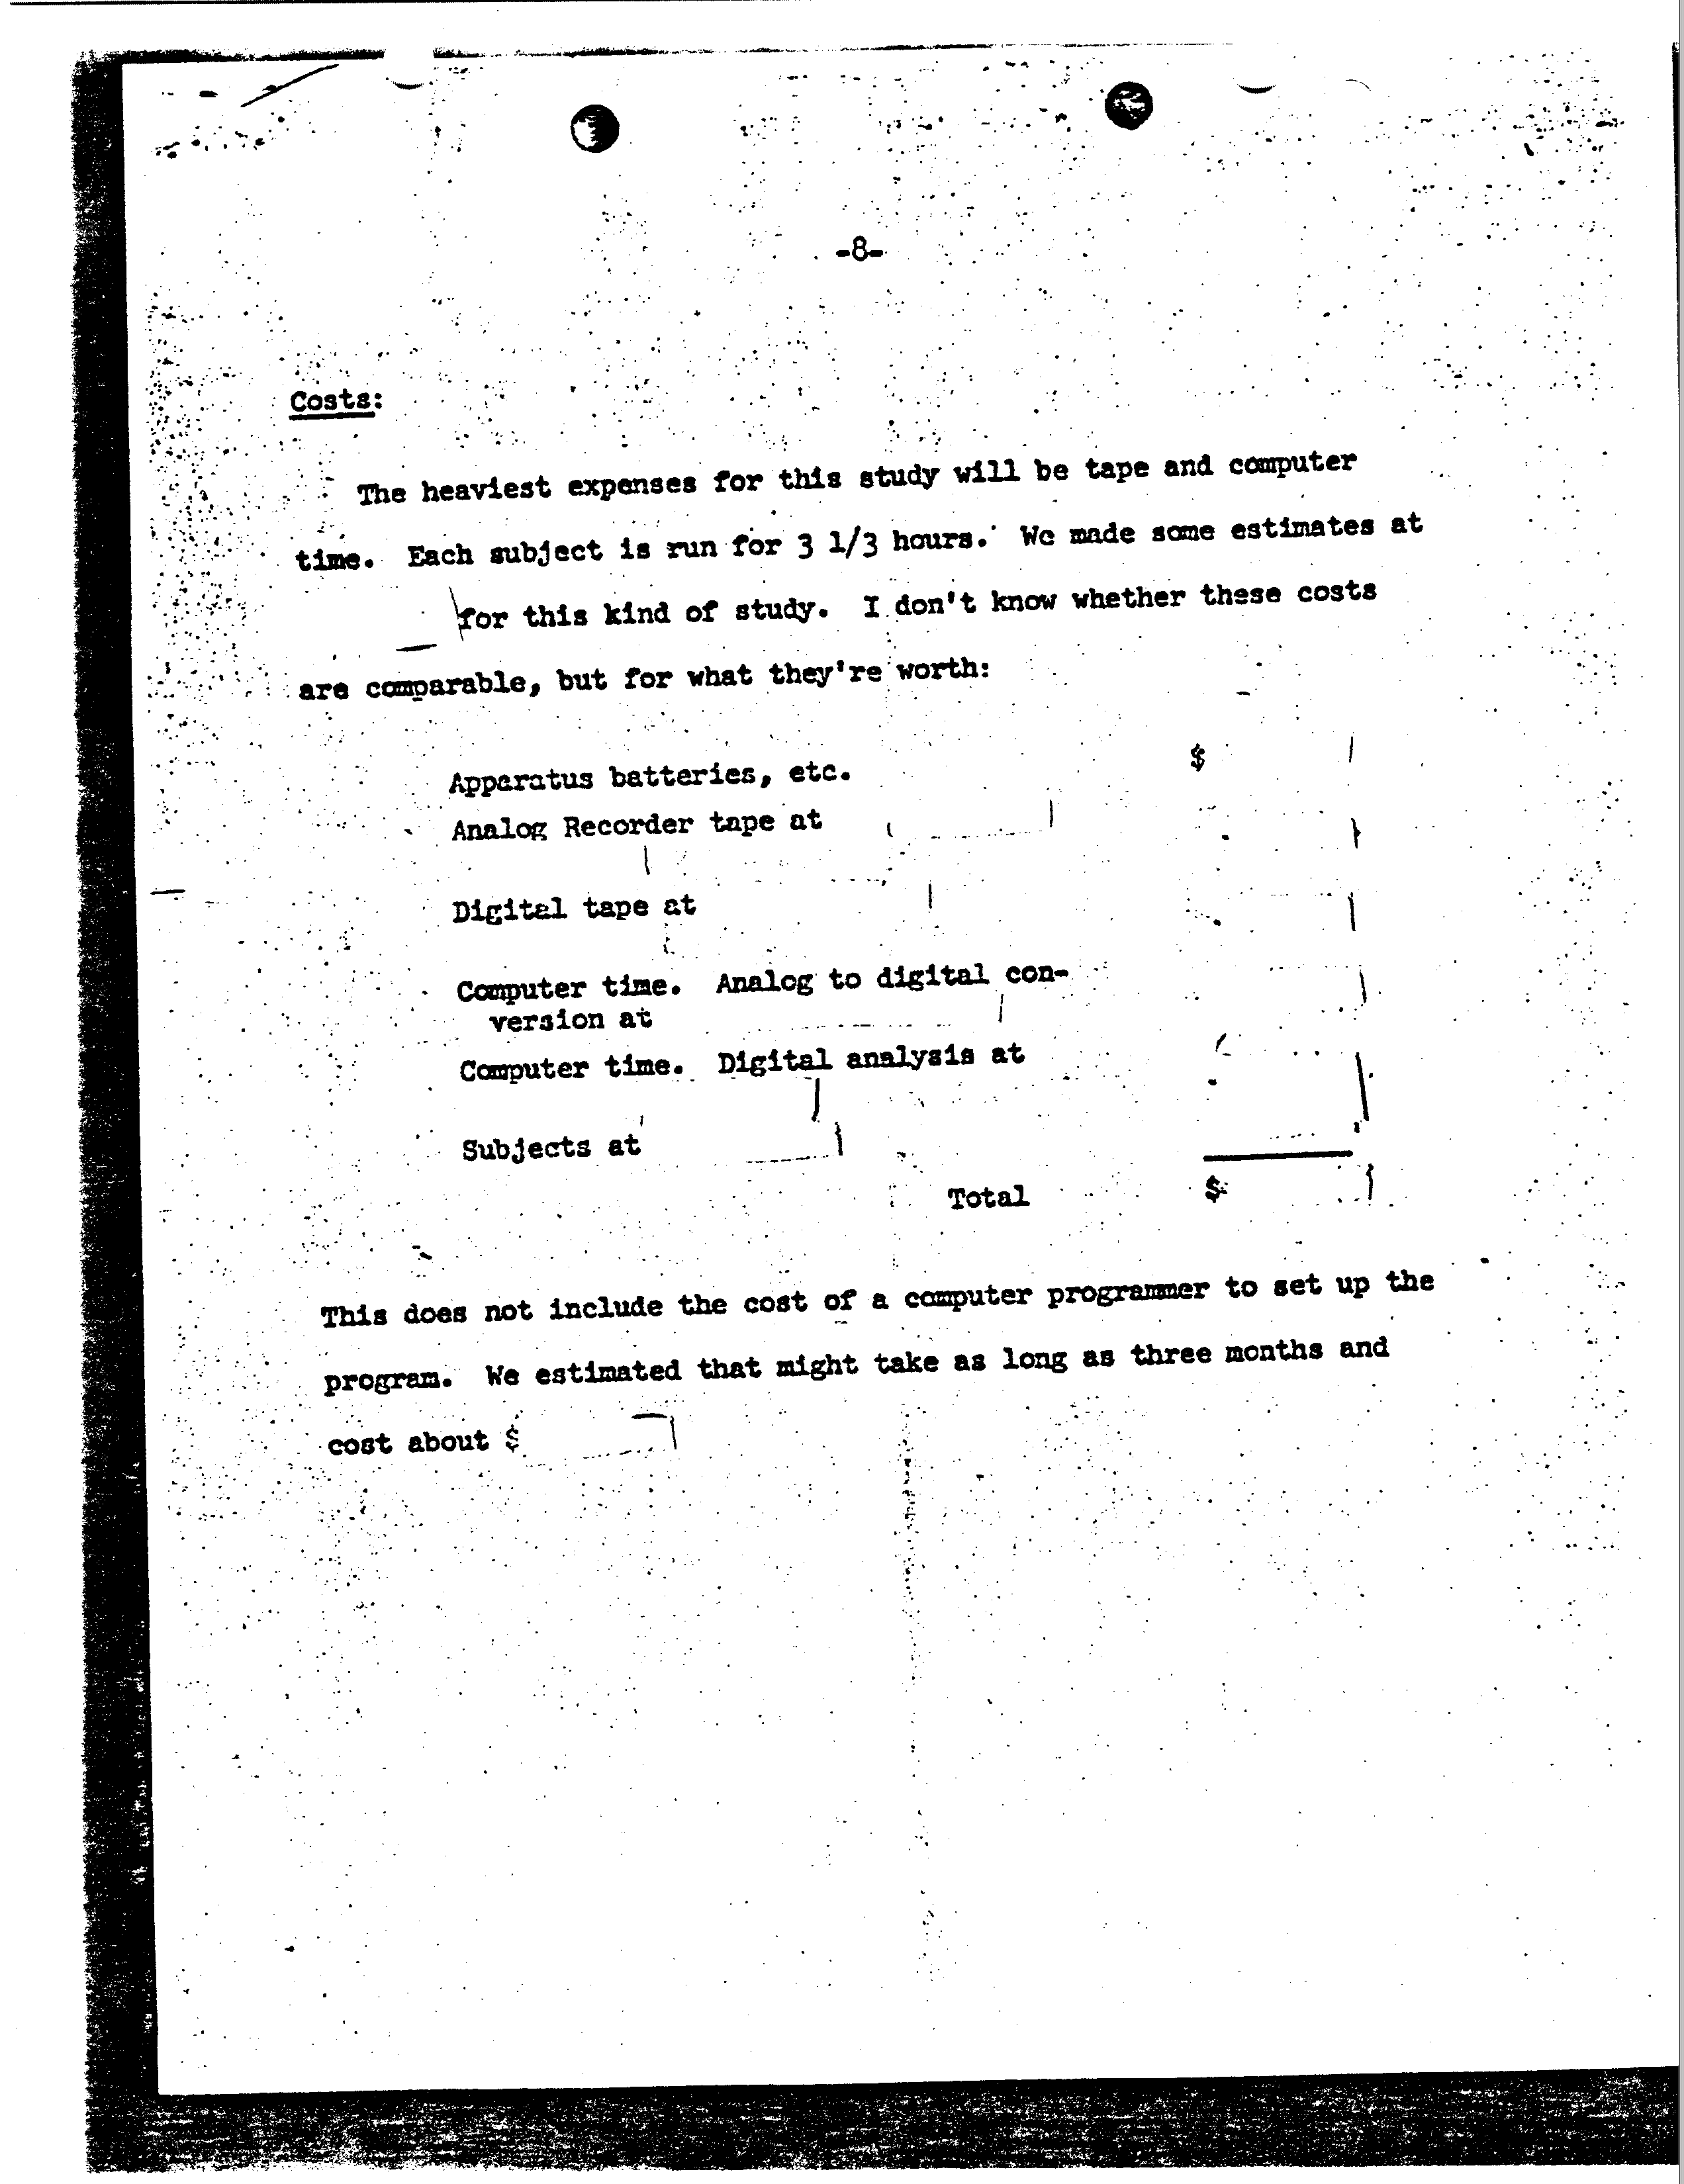 -8-
Costs:
The heaviest expenses for this study will be tape and computer
time. Each subject is run for 3 1/3 hours. We made some estimates at
for this kind of study. I don't know whether these costs
are comparable, but for what they're worth:
Apparatus batteries, etc. $
Analog Recorder tape at
Digital tape at
Computer time. Analog to digital con-
version at
Computer time. Digital analysis at
Subjects at
Total $
This does not include the cost of a computer programmer to set up the
program. We estimated that might take as long as three months and
cost about $